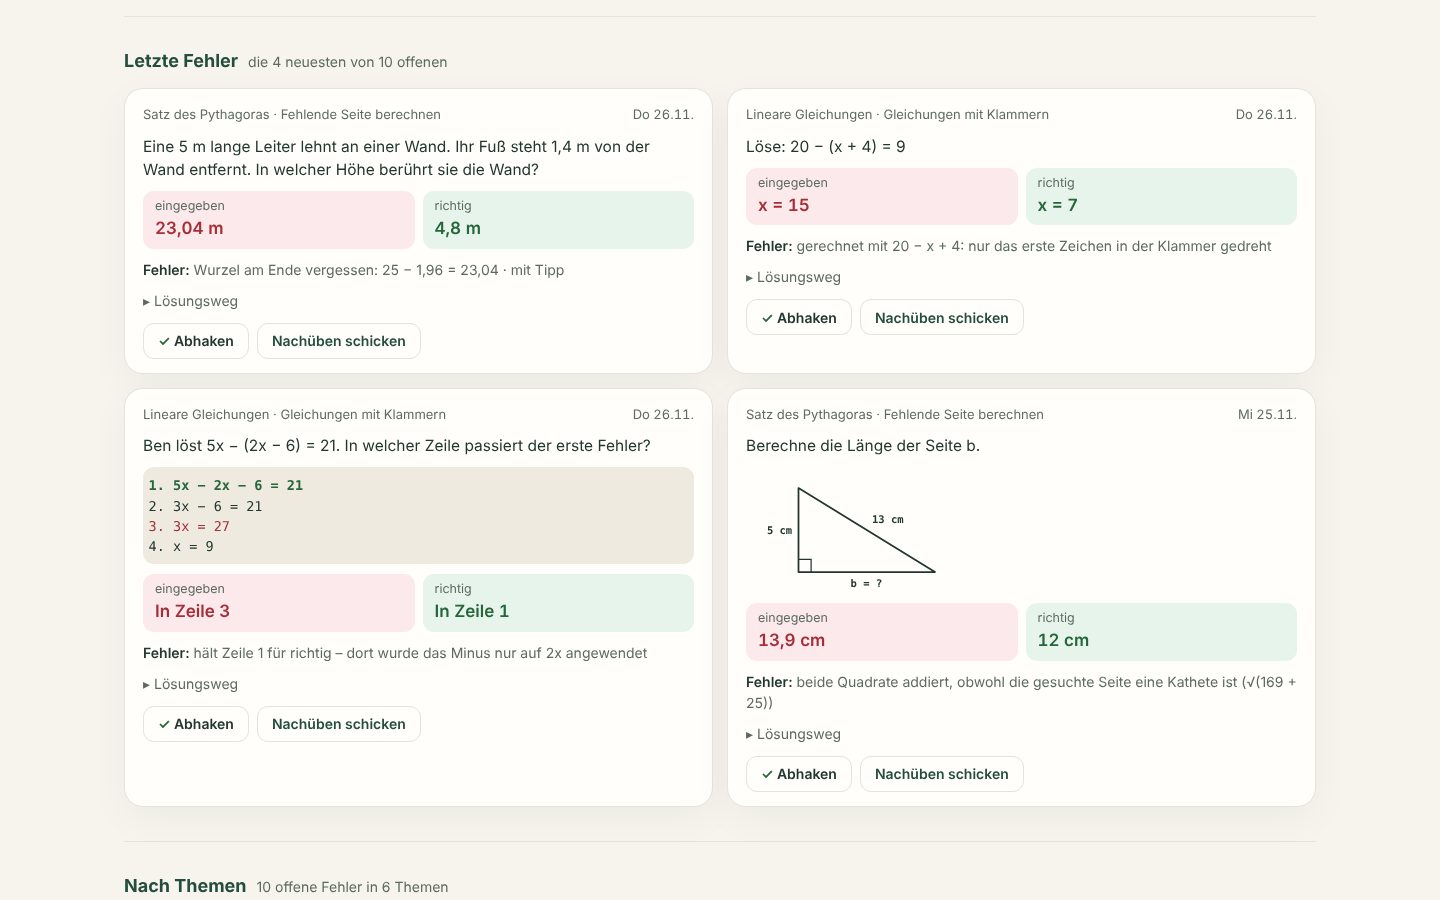 Letzte Fehler die 4 neuesten von 10 offenen
Satz des Pythagoras · Fehlende Seite berechnen Do 26.11.
Eine 5 m lange Leiter lehnt an einer Wand. Ihr Fuß steht 1,4 m von der
Wand entfernt. In welcher Höhe berührt sie die Wand?
eingegeben
23,04 m
richtig
4,8 m
Fehler: Wurzel am Ende vergessen: 25 − 1,96 = 23,04 · mit Tipp
▸ Lösungsweg
✓ Abhaken
Nachüben schicken
Lineare Gleichungen · Gleichungen mit Klammern Do 26.11.
Löse: 20 − (x + 4) = 9
eingegeben
x = 15
richtig
x = 7
Fehler: gerechnet mit 20 − x + 4: nur das erste Zeichen in der Klammer gedreht
▸ Lösungsweg
✓ Abhaken
Nachüben schicken
Lineare Gleichungen · Gleichungen mit Klammern Do 26.11.
Ben löst 5x − (2x − 6) = 21. In welcher Zeile passiert der erste Fehler?
1. 5x − 2x − 6 = 21
2. 3x − 6 = 21
3. 3x = 27
4. x = 9
eingegeben
In Zeile 3
richtig
In Zeile 1
Fehler: hält Zeile 1 für richtig – dort wurde das Minus nur auf 2x angewendet
▸ Lösungsweg
✓ Abhaken
Nachüben schicken
Satz des Pythagoras · Fehlende Seite berechnen Mi 25.11.
Berechne die Länge der Seite b.
5 cm
13 cm
b = ?
eingegeben
13,9 cm
richtig
12 cm
Fehler: beide Quadrate addiert, obwohl die gesuchte Seite eine Kathete ist (√(169 +
25))
▸ Lösungsweg
✓ Abhaken
Nachüben schicken
Nach Themen 10 offene Fehler in 6 Themen